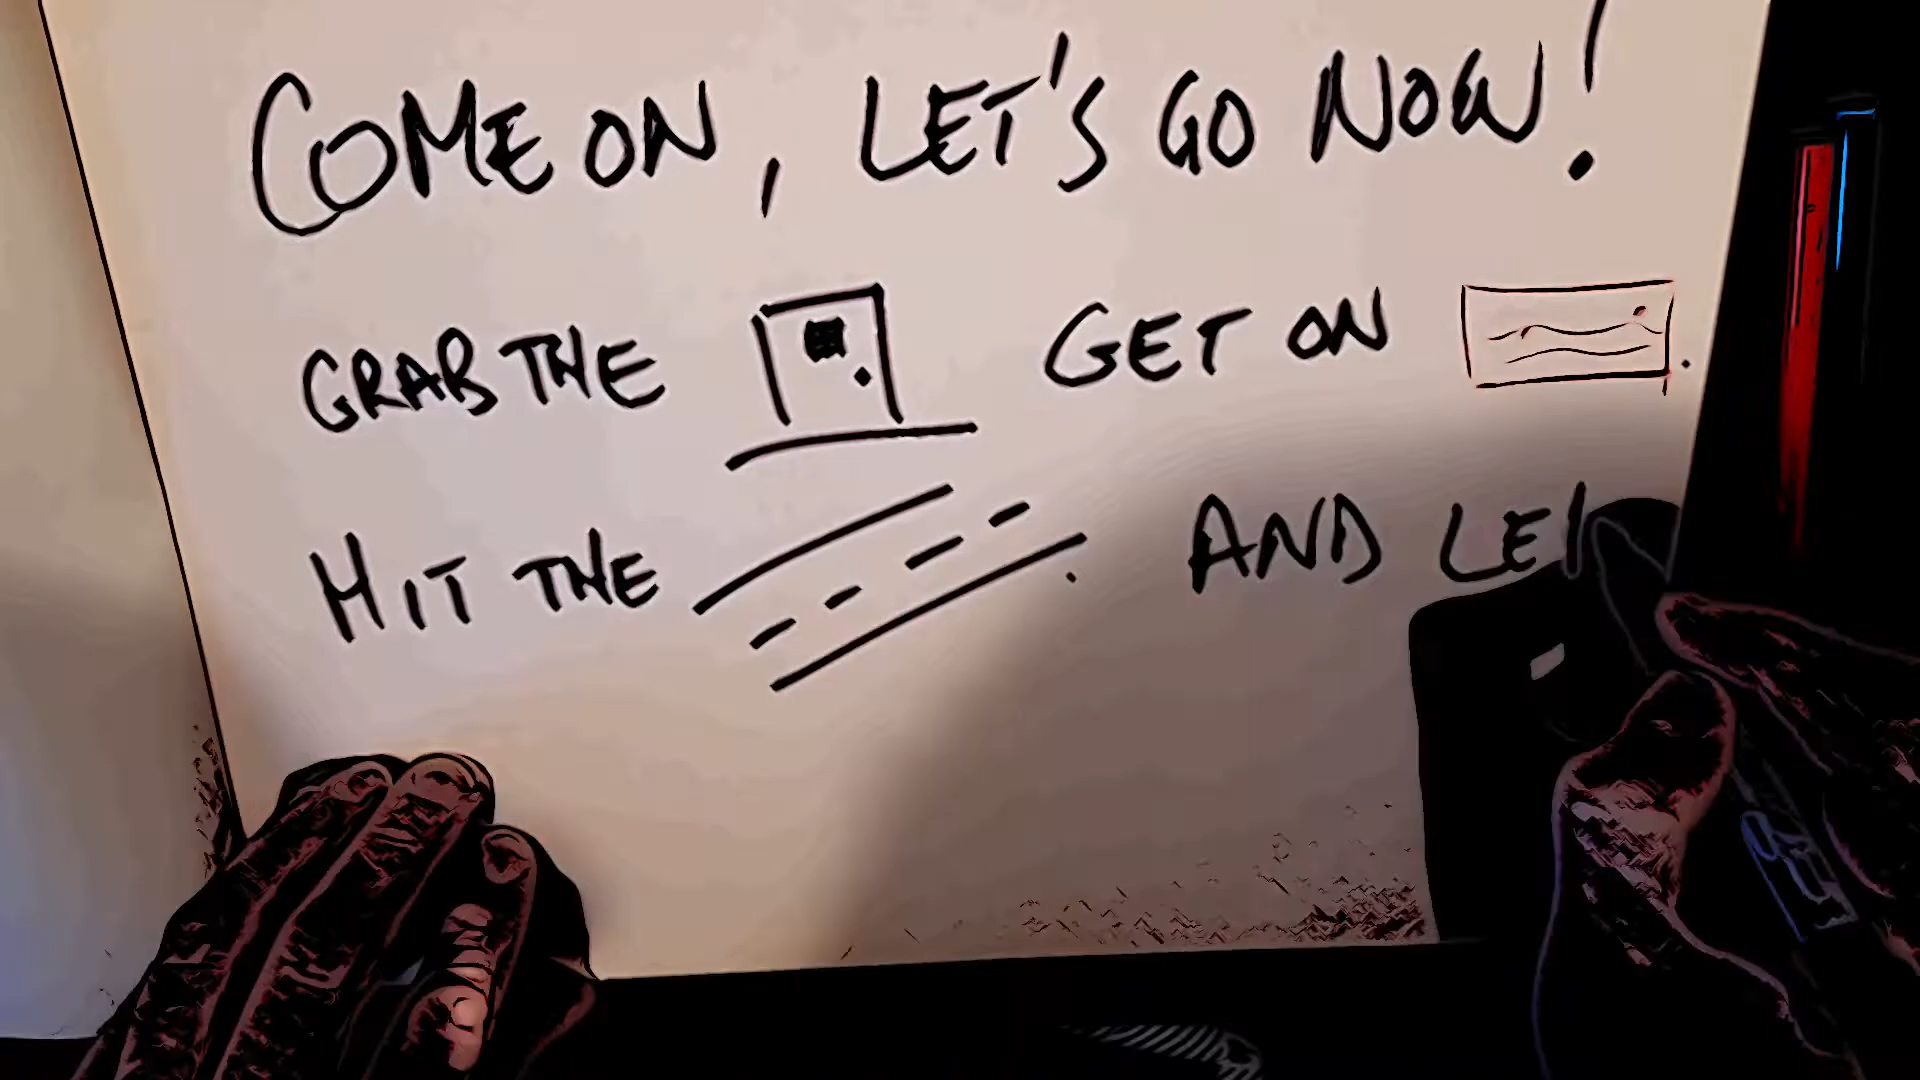 COME ON, LET'S GO NOW!
GRAB THE GET ON
HIT THE . AND